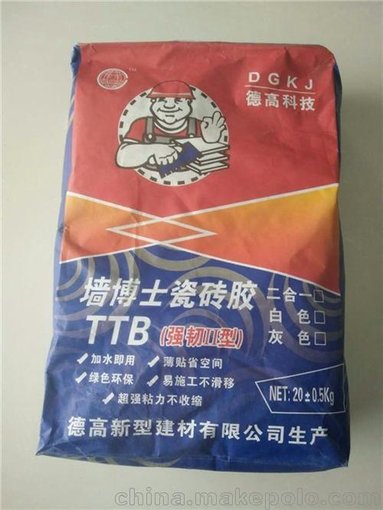 TM
DGKJ
德高科技
墙博士瓷砖胶
TTB（强韧II型）
二合一□
白色□
灰色□
✓加水即用 ✓薄贴省空间
✓绿色环保 ✓易施工不滑移
✓超强粘力不收缩
NET: 20±0.5Kg
德高新型建材有限公司生产
china.makepolo.com